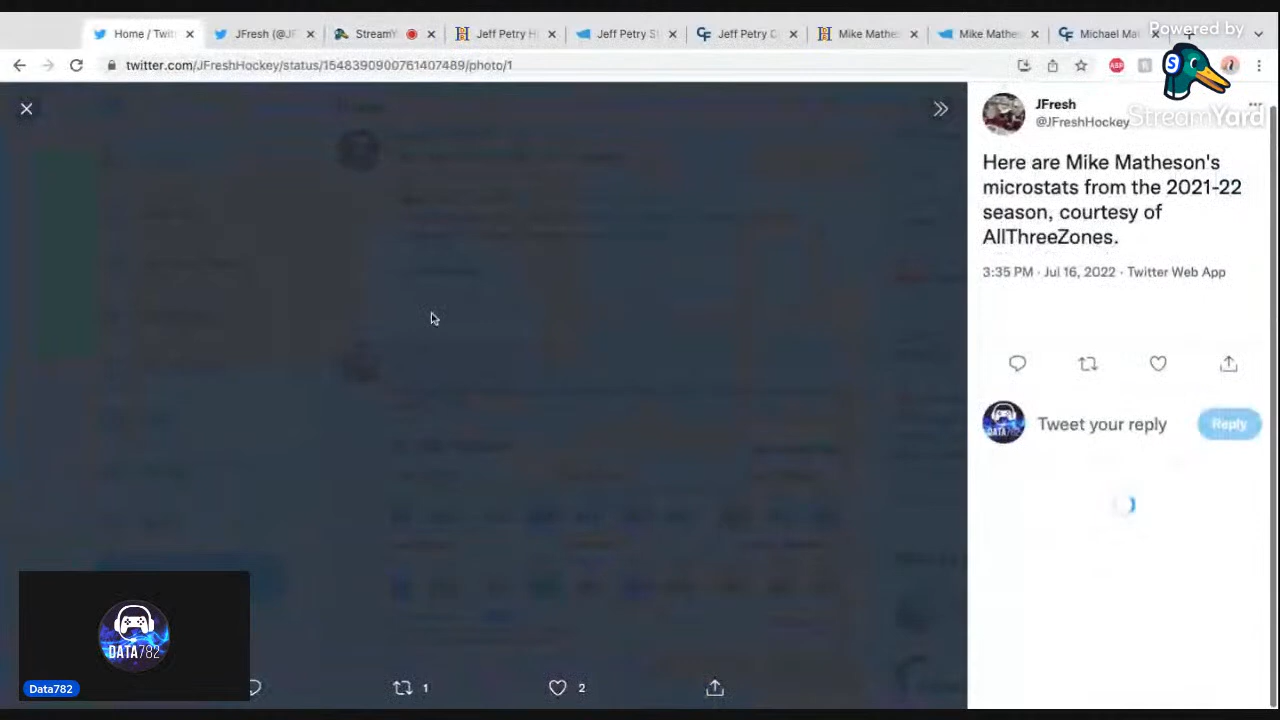 Home / Twit
JFresh (@JF
StreamY
Jeff Petry H
Jeff Petry S
Jeff Petry C
Mike Mathe
Mike Mathe
Michael Ma
Powered by
twitter.com/JFreshHockey/status/1548390900761407489/photo/1
ABP
S
StreamYard
JFresh
@JFreshHockey
Here are Mike Matheson's
microstats from the 2021-22
season, courtesy of
AllThreeZones.
3:35 PM · Jul 16, 2022 · Twitter Web App
DATA782
Tweet your reply
Reply
DATA782
Data782
1
2